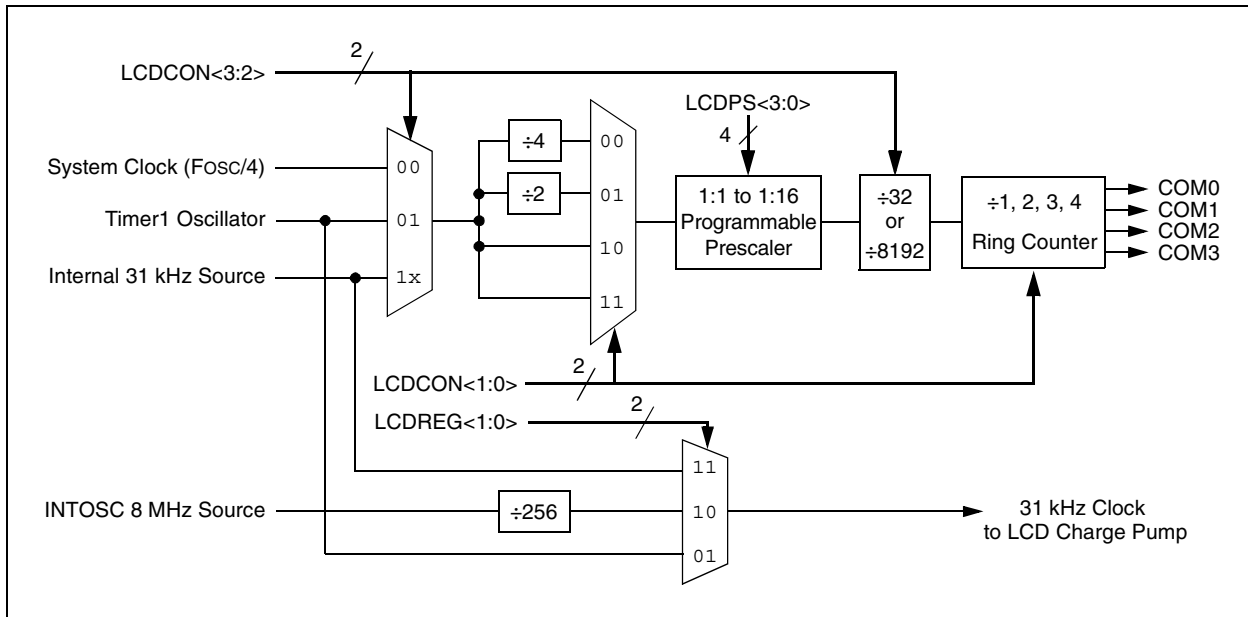 2
LCDCON<3:2>
LCDPS<3:0>
4
System Clock (FOSC/4)
00
÷4
00
Timer1 Oscillator
01
÷2
01
1:1 to 1:16
Programmable
Prescaler
÷32
or
÷8192
÷1, 2, 3, 4
Ring Counter
COM0
COM1
COM2
COM3
Internal 31 kHz Source
1x
10
11
2
LCDCON<1:0>
2
LCDREG<1:0>
11
INTOSC 8 MHz Source
÷256
10
01
31 kHz Clock
to LCD Charge Pump